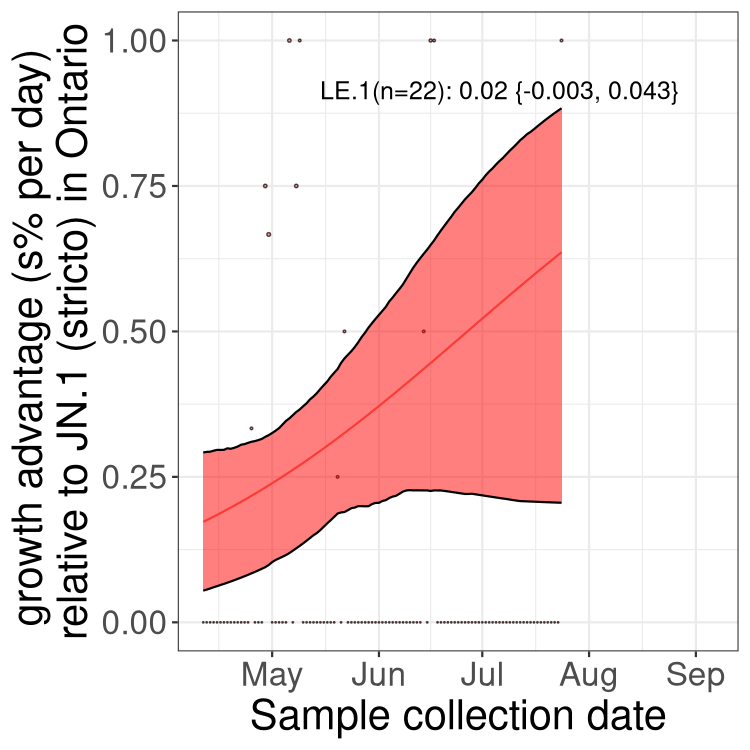 growth advantage (s% per day)
relative to JN.1 (stricto) in Ontario
1.00
0.75
0.50
0.25
0.00
LE.1(n=22): 0.02 {-0.003, 0.043}
May Jun Jul Aug Sep
Sample collection date